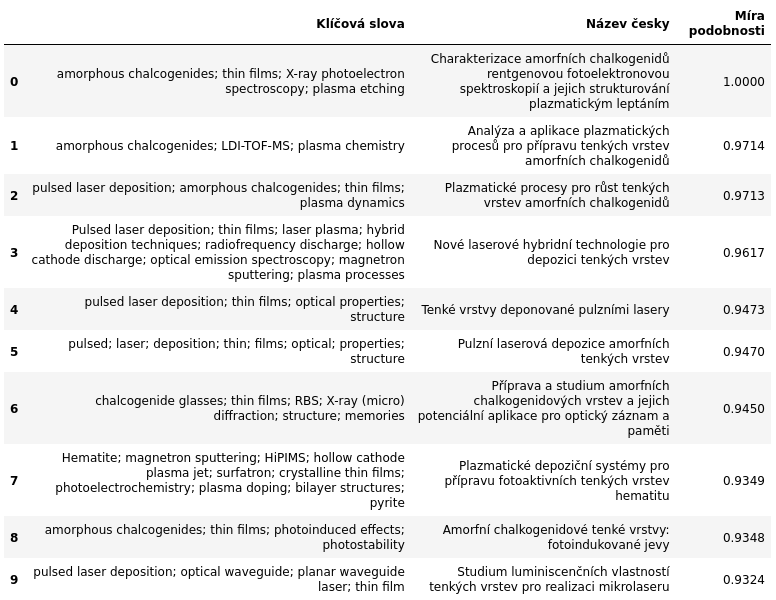 Klíčová slova Název česky Míra podobnosti
0 amorphous chalcogenides; thin films; X-ray photoelectron
spectroscopy; plasma etching
Charakterizace amorfních chalkogenidů
rentgenovou fotoelektronovou
spektroskopií a jejich strukturování
plazmatickým leptáním
1.0000
1 amorphous chalcogenides; LDI-TOF-MS; plasma chemistry
Analýza a aplikace plazmatických
procesů pro přípravu tenkých vrstev
amorfních chalkogenidů
0.9714
2 pulsed laser deposition; amorphous chalcogenides; thin films;
plasma dynamics
Plazmatické procesy pro růst tenkých
vrstev amorfních chalkogenidů
0.9713
3 Pulsed laser deposition; thin films; laser plasma; hybrid
deposition techniques; radiofrequency discharge; hollow
cathode discharge; optical emission spectroscopy; magnetron
sputtering; plasma processes
Nové laserové hybridní technologie pro
depozici tenkých vrstev
0.9617
4 pulsed laser deposition; thin films; optical properties;
structure
Tenké vrstvy deponované pulzními lasery
0.9473
5 pulsed; laser; deposition; thin; films; optical; properties;
structure
Pulzní laserová depozice amorfních
tenkých vrstev
0.9470
6 chalcogenide glasses; thin films; RBS; X-ray (micro)
diffraction; structure; memories
Příprava a studium amorfních
chalkogenidových vrstev a jejich
potenciální aplikace pro optický záznam a
paměti
0.9450
7 Hematite; magnetron sputtering; HiPIMS; hollow cathode
plasma jet; surfatron; crystalline thin films;
photoelectrochemistry; plasma doping; bilayer structures;
pyrite
Plazmatické depoziční systémy pro
přípravu fotoaktivních tenkých vrstev
hematitu
0.9349
8 amorphous chalcogenides; thin films; photoinduced effects;
photostability
Amorfní chalkogenidové tenké vrstvy:
fotoindukované jevy
0.9348
9 pulsed laser deposition; optical waveguide; planar waveguide
laser; thin film
Studium luminiscenčních vlastností
tenkých vrstev pro realizaci mikrolaseru
0.9324